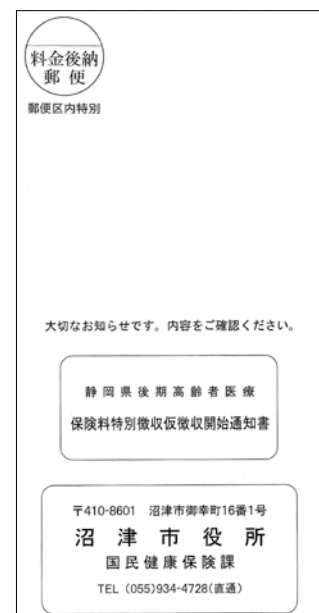 料金後納
郵便
郵便区内特別
大切なお知らせです。内容をご確認ください。
静岡県後期高齢者医療
保険料特別徴収仮徴収開始通知書
〒410-8601 沼津市御幸町16番1号
沼津市役所
国民健康保険課
TEL (055)934-4728(直通)